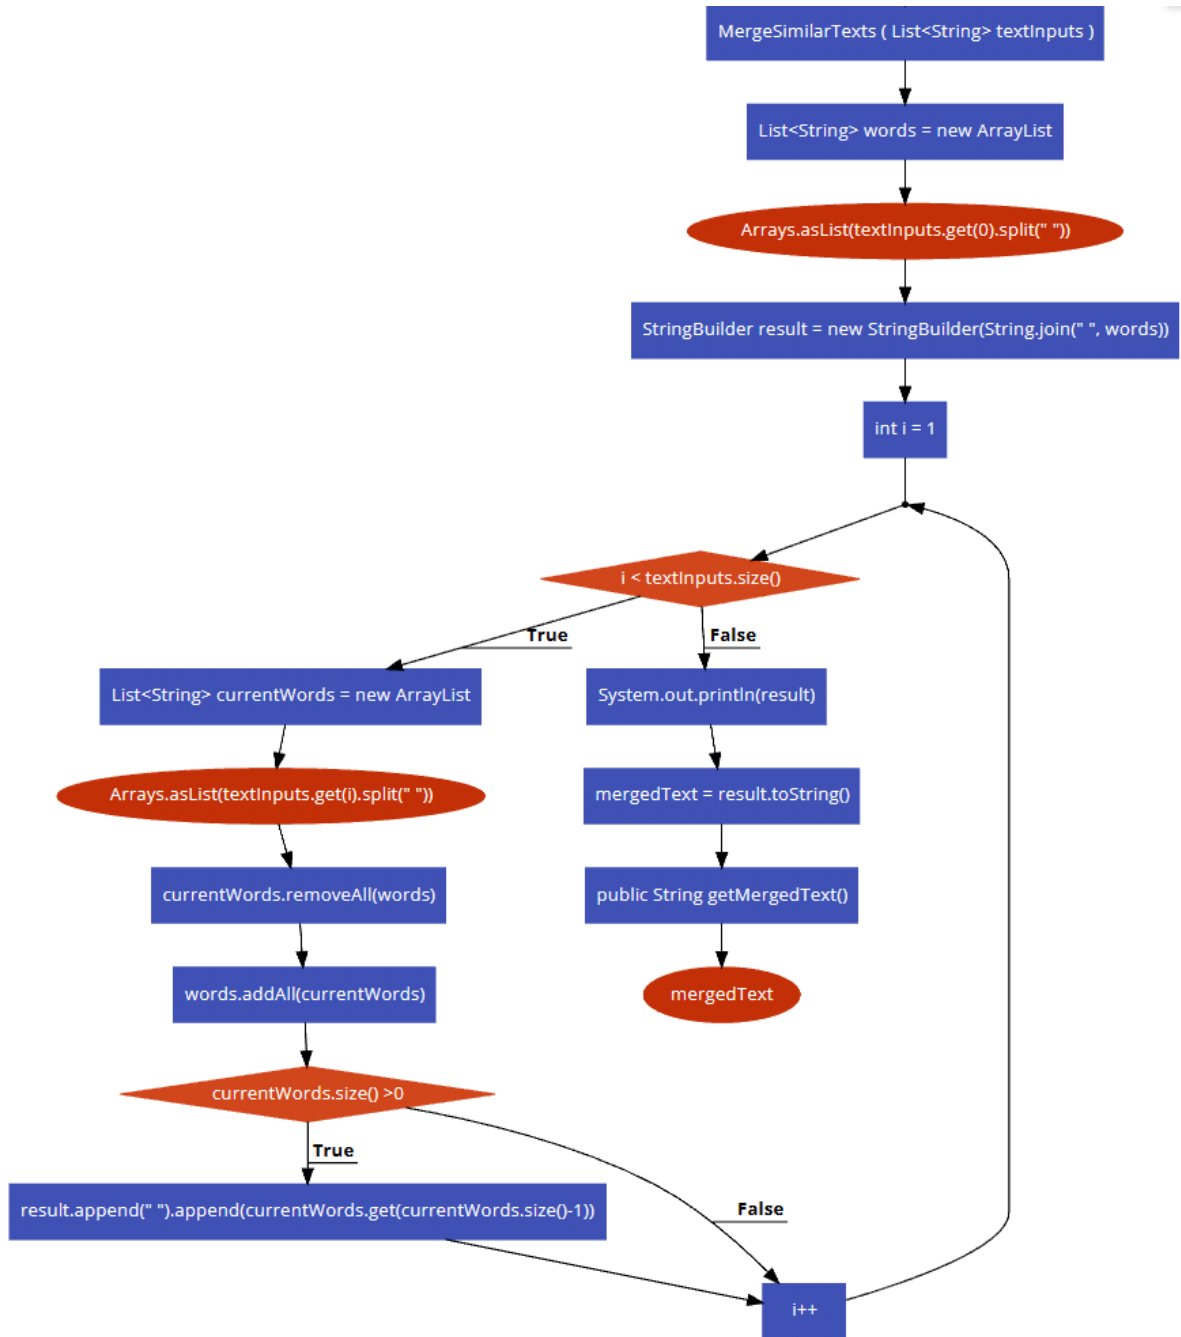 MergeSimilarTexts ( List<String> textInputs )
List<String> words = new ArrayList
Arrays.asList(textInputs.get(0).split(" "))
StringBuilder result = new StringBuilder(String.join(" ", words))
int i = 1
i < textInputs.size()
True
False
List<String> currentWords = new ArrayList
System.out.println(result)
Arrays.asList(textInputs.get(i).split(" "))
mergedText = result.toString()
currentWords.removeAll(words)
public String getMergedText()
words.addAll(currentWords)
mergedText
currentWords.size() >0
True
result.append(" ").append(currentWords.get(currentWords.size()-1))
False
i++